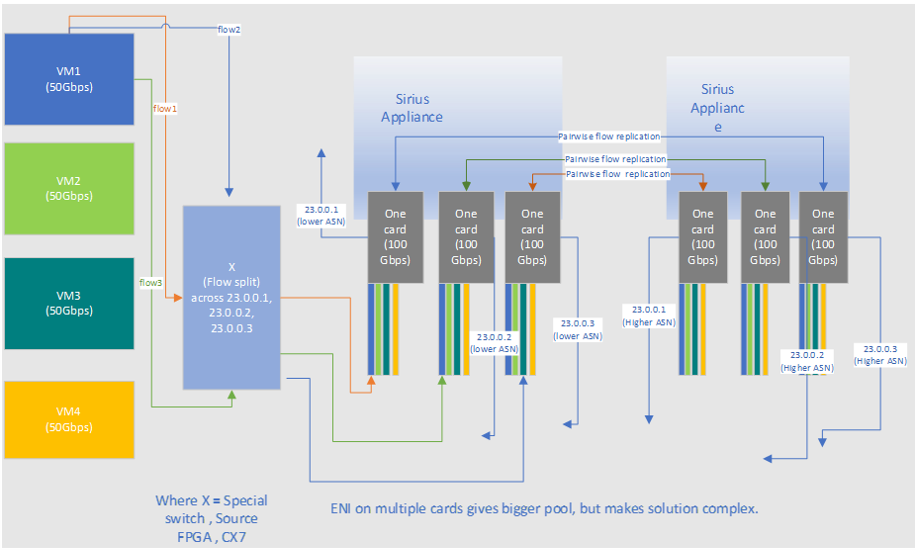 flow2
VM1
(50Gbps)
flow1
VM2
(50Gbps)
VM3
(50Gbps)
flow3
VM4
(50Gbps)
X
(Flow split)
across 23.0.0.1,
23.0.0.2,
23.0.0.3
Where X = Special
switch , Source
FPGA , CX7
Sirius
Appliance
Sirius
Applianc
e
Pairwise flow replication
Pairwise flow replication
Pairwise flow replication
23.0.0.1
(lower ASN)
One
card (100
Gbps)
One
card
(100
Gbps)
One
card
(100
Gbps)
23.0.0.2
(lower ASN)
23.0.0.3
(lower ASN)
One
card
(100
Gbps)
One
card
(100
Gbps)
One
card
(100
Gbps)
23.0.0.1
(Higher ASN)
23.0.0.2
(Higher ASN)
23.0.0.3
(Higher ASN)
ENI on multiple cards gives bigger pool, but makes solution complex.